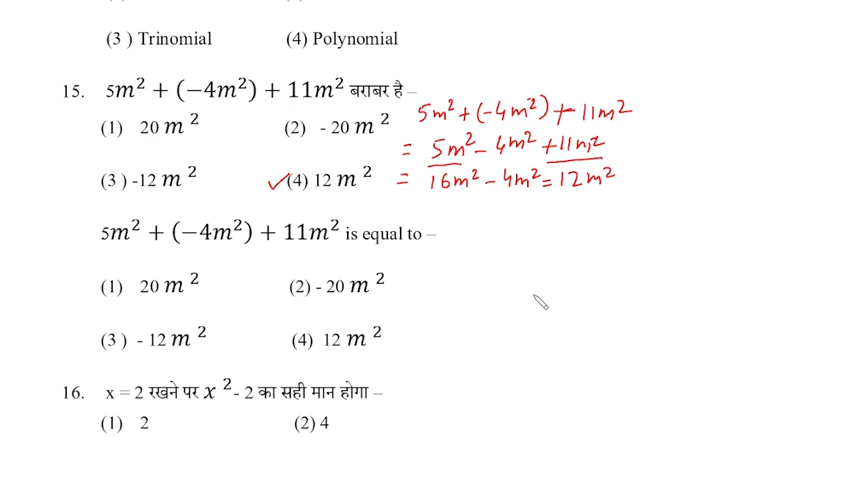 (3 ) Trinomial (4) Polynomial
15. 5m² + (−4m²) + 11m² बराबर है –
5m² + (-4m²) + 11m²
(1) 20 m ² (2) - 20 m ²
= 5m² - 4m² + 11m²
(3 ) -12 m ² ✓(4) 12 m ²
= 16m² - 4m² = 12m²
5m² + (−4m²) + 11m² is equal to –
(1) 20 m ² (2) - 20 m ²
(3 ) - 12 m ² (4) 12 m ²
16. x = 2 रखने पर x ² - 2 का सही मान होगा –
(1) 2 (2) 4